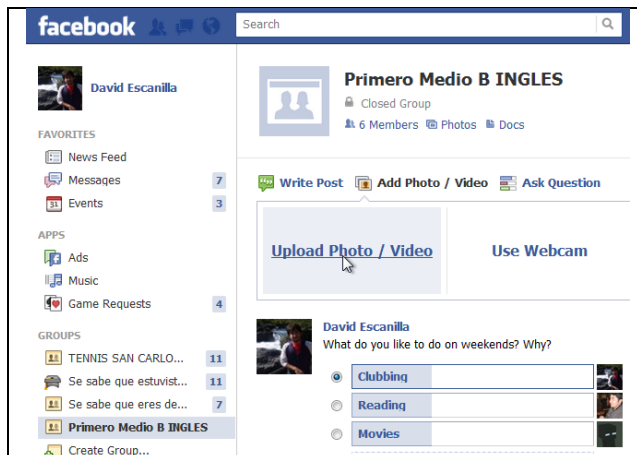 facebook
Search
David Escanilla
FAVORITES
News Feed
Messages 7
Events 3
APPS
Ads
Music
Game Requests 4
GROUPS
TENNIS SAN CARLO... 11
Se sabe que estuvist... 11
Se sabe que eres de... 7
Primero Medio B INGLES
Create Group...
Primero Medio B INGLES
Closed Group
6 Members Photos Docs
Write Post Add Photo / Video Ask Question
Upload Photo / Video Use Webcam
David Escanilla
What do you like to do on weekends? Why?
Clubbing
Reading
Movies